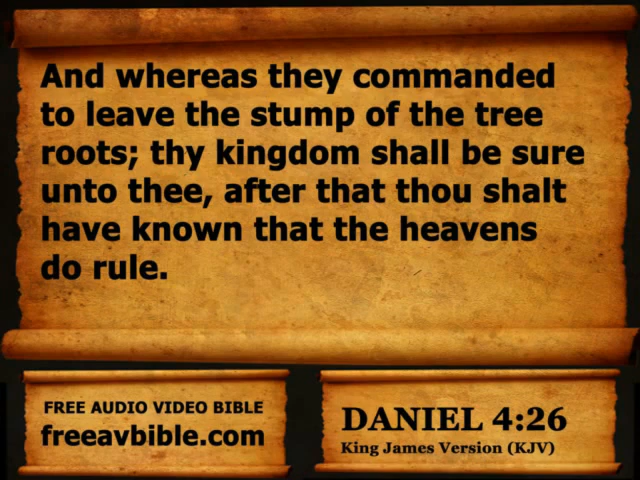 And whereas they commanded
to leave the stump of the tree
roots; thy kingdom shall be sure
unto thee, after that thou shalt
have known that the heavens
do rule.
FREE AUDIO VIDEO BIBLE
freeavbible.com
DANIEL 4:26
King James Version (KJV)